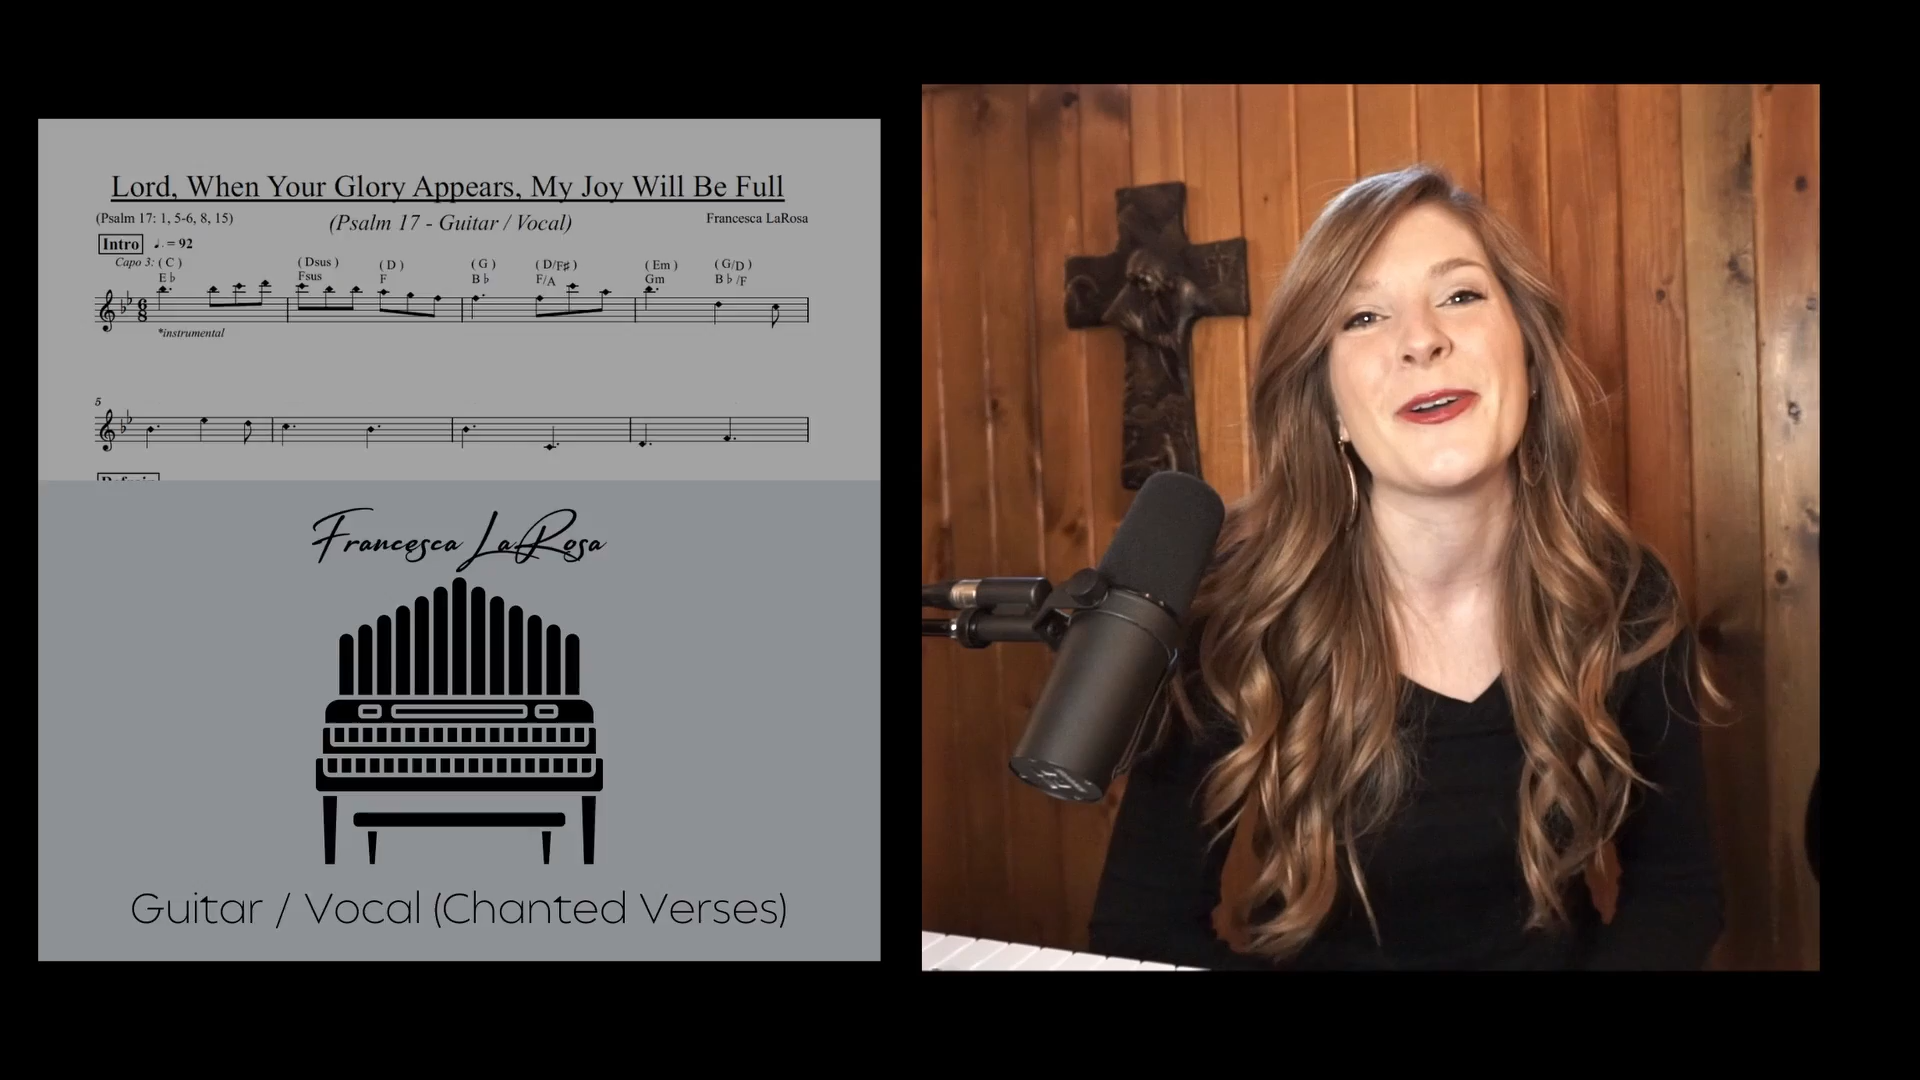 Lord, When Your Glory Appears, My Joy Will Be Full
(Psalm 17: 1, 5-6, 8, 15)
(Psalm 17 - Guitar / Vocal)
Francesca LaRosa
Intro ♩. = 92
Capo 3: ( C ) ( Dsus ) ( D ) ( G ) ( D/F♯ ) ( Em ) ( G/D )
E♭ Fsus F B♭ F/A Gm B♭/F
6
8
*instrumental
5
Francesca LaRosa
Guitar / Vocal (Chanted Verses)